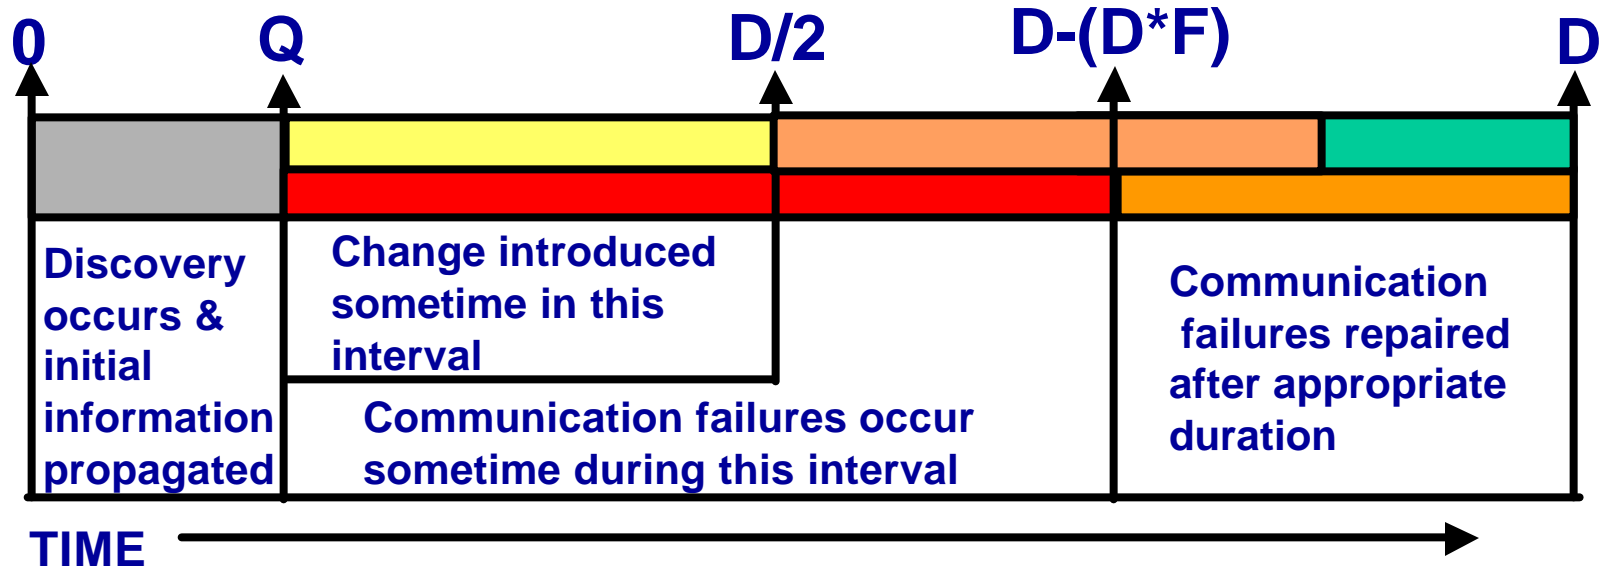 0 Q D/2 D-(D*F) D
Discovery
occurs &
initial
information
propagated
Change introduced
sometime in this
interval
Communication failures occur
sometime during this interval
Communication
failures repaired
after appropriate
duration
TIME